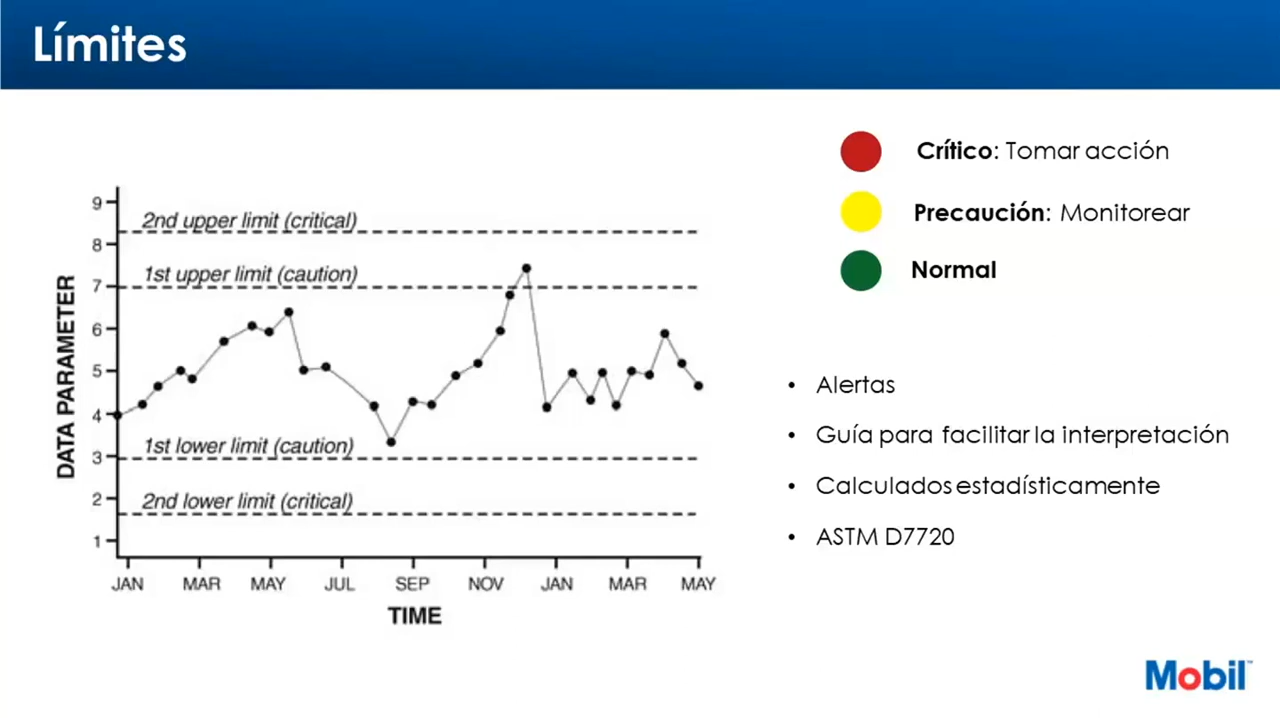 Límites
Crítico: Tomar acción
Precaución: Monitorear
Normal
9
8
7
6
5
4
3
2
1
DATA PARAMETER
2nd upper limit (critical)
1st upper limit (caution)
1st lower limit (caution)
2nd lower limit (critical)
JAN MAR MAY JUL SEP NOV JAN MAR MAY
TIME
• Alertas
• Guía para facilitar la interpretación
• Calculados estadísticamente
• ASTM D7720
Mobil™